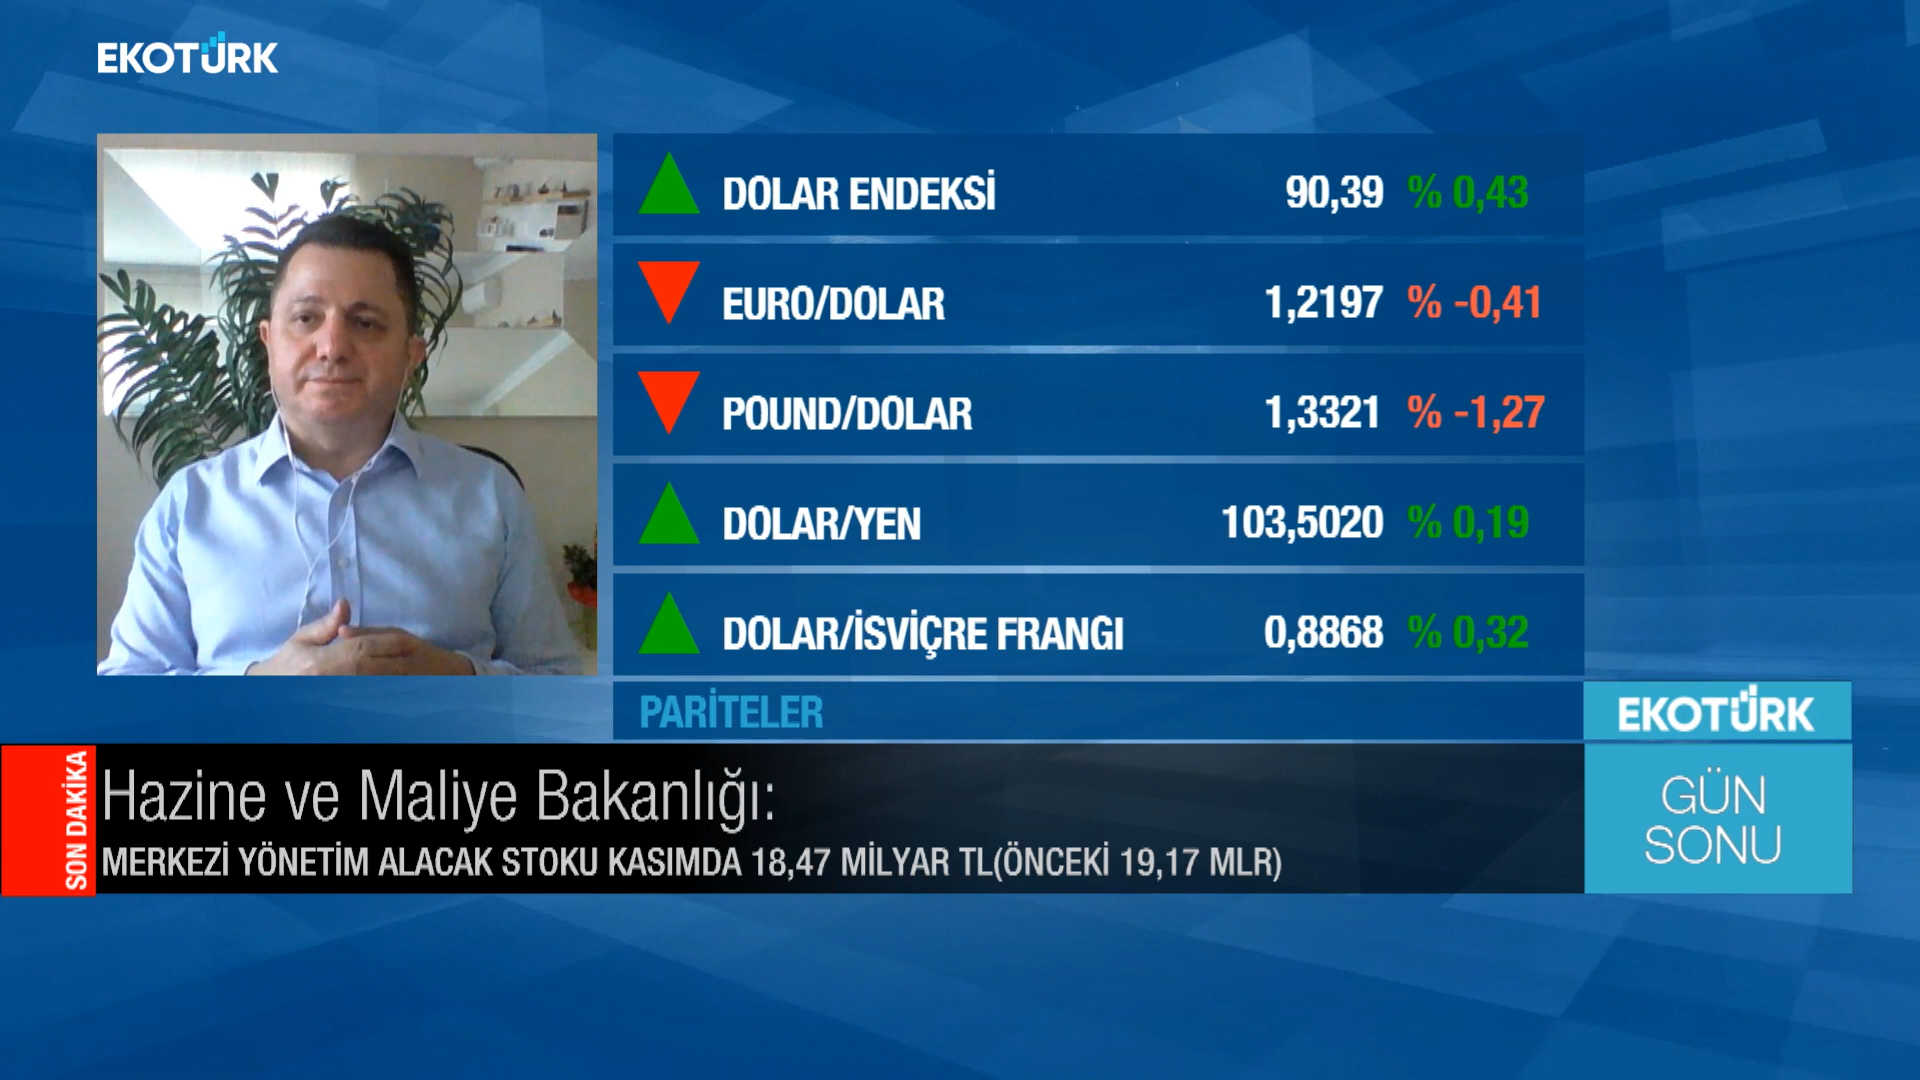 EKOTÜRK
DOLAR ENDEKSİ 90,39 % 0,43
EURO/DOLAR 1,2197 % -0,41
POUND/DOLAR 1,3321 % -1,27
DOLAR/YEN 103,5020 % 0,19
DOLAR/İSVİÇRE FRANGI 0,8868 % 0,32
PARİTELER
EKOTÜRK
SON DAKİKA
Hazine ve Maliye Bakanlığı:
MERKEZİ YÖNETİM ALACAK STOKU KASIMDA 18,47 MİLYAR TL(ÖNCEKİ 19,17 MLR)
GÜN
SONU